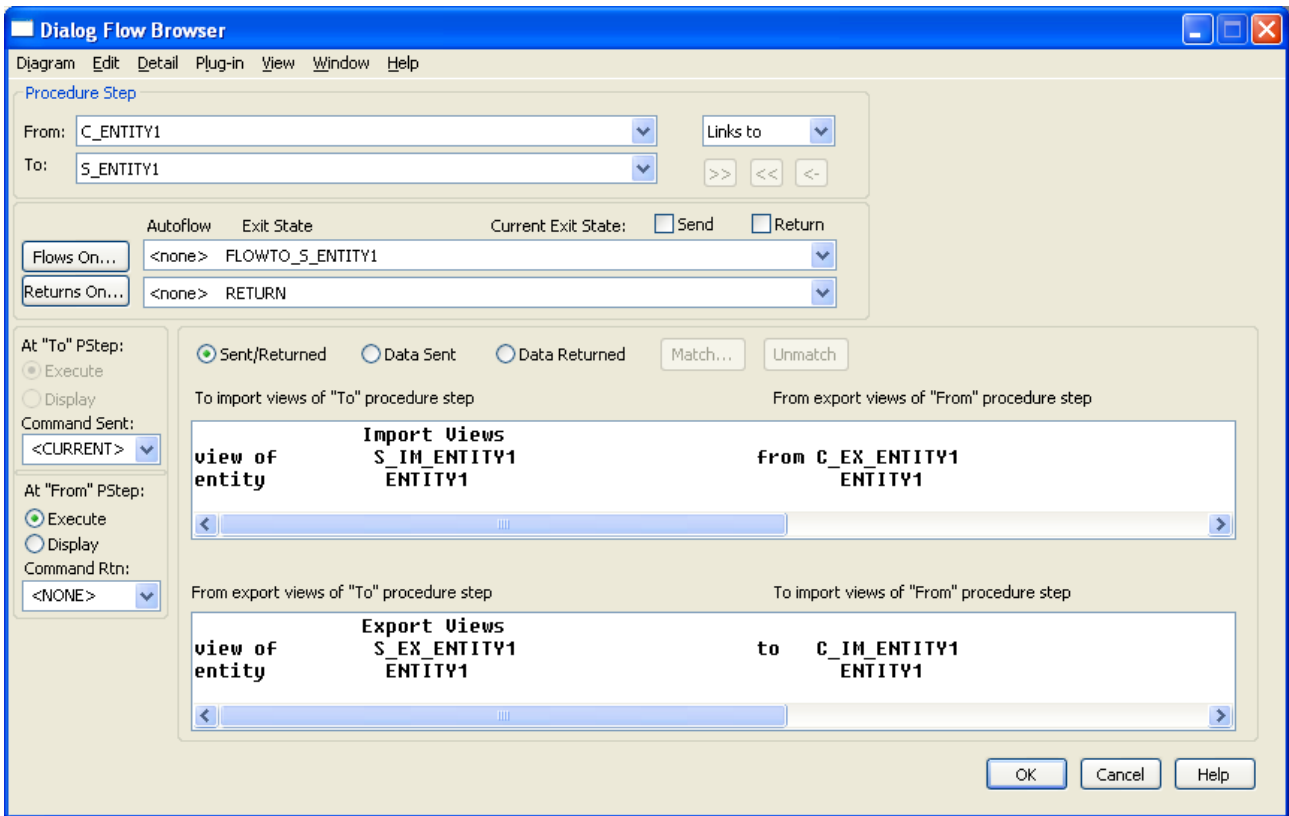 Dialog Flow Browser
Diagram Edit Detail Plug-in View Window Help
Procedure Step
From: C_ENTITY1 Links to
To: S_ENTITY1 >> << <-
Autoflow Exit State Current Exit State: Send Return
Flows On... <none> FLOWTO_S_ENTITY1
Returns On... <none> RETURN
At "To" PStep:
Execute
Display
Command Sent:
<CURRENT>
At "From" PStep:
Execute
Display
Command Rtn:
<NONE>
Sent/Returned Data Sent Data Returned Match... Unmatch
To import views of "To" procedure step From export views of "From" procedure step
Import Views
view of S_IM_ENTITY1 from C_EX_ENTITY1
entity ENTITY1 ENTITY1
From export views of "To" procedure step To import views of "From" procedure step
Export Views
view of S_EX_ENTITY1 to C_IM_ENTITY1
entity ENTITY1 ENTITY1
OK Cancel Help